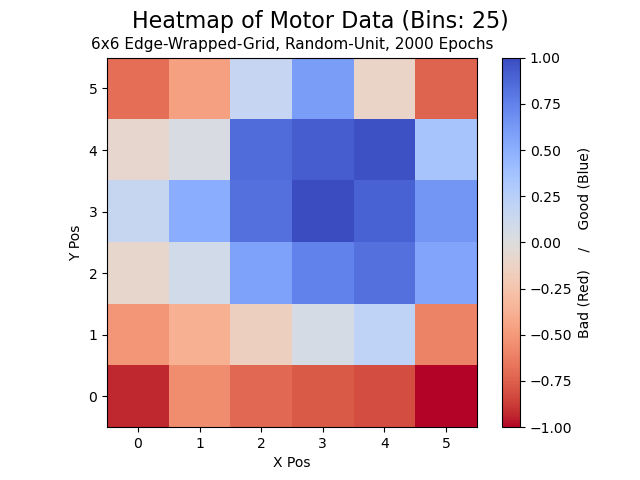 Heatmap of Motor Data (Bins: 25)
6x6 Edge-Wrapped-Grid, Random-Unit, 2000 Epochs
Y Pos
5
4
3
2
1
0
0 1 2 3 4 5
X Pos
1.00
0.75
0.50
0.25
0.00
−0.25
−0.50
−0.75
−1.00
Bad (Red) / Good (Blue)